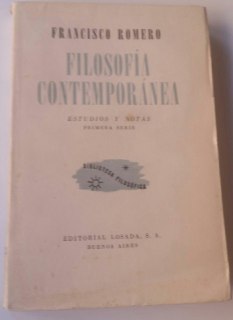 FRANCISCO ROMERO
FILOSOFÍA
CONTEMPORÁNEA
ESTUDIOS Y NOTAS
PRIMERA SERIE
BIBLIOTECA FILOSÓFICA
EDITORIAL LOSADA, S. A.
BUENOS AIRES